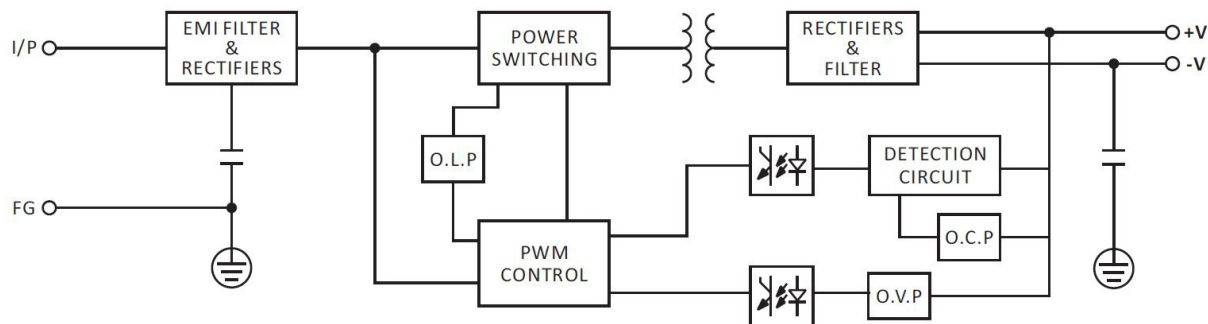 I/P
EMI FILTER
&
RECTIFIERS
POWER
SWITCHING
RECTIFIERS
&
FILTER
+V
-V
O.L.P
DETECTION
CIRCUIT
FG
O.C.P
PWM
CONTROL
O.V.P